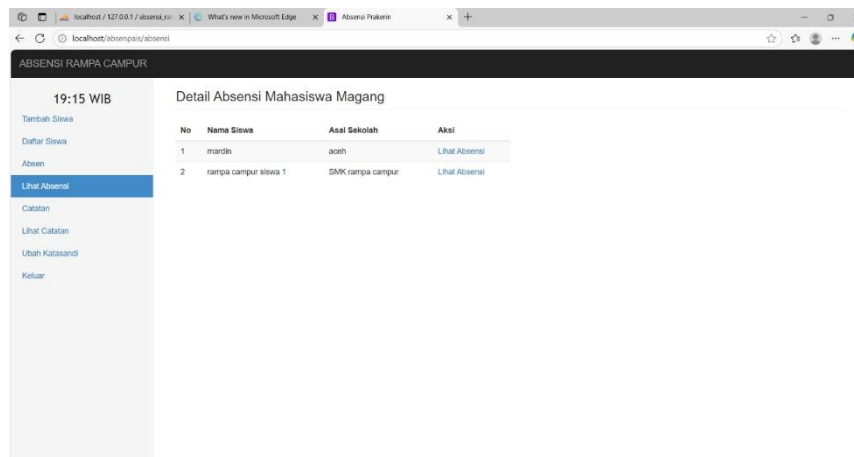 localhost / 127.0.0.1 / absensi_ran
What's new in Microsoft Edge
Absensi Prakerin
localhost/absenpais/absensi
ABSENSI RAMPA CAMPUR
19:15 WIB
Tambah Siswa
Daftar Siswa
Absen
Lihat Absensi
Catatan
Lihat Catatan
Ubah Katasandi
Keluar
Detail Absensi Mahasiswa Magang
No Nama Siswa Asal Sekolah Aksi
1 mardin aceh Lihat Absensi
2 rampa campur siswa 1 SMK rampa campur Lihat Absensi